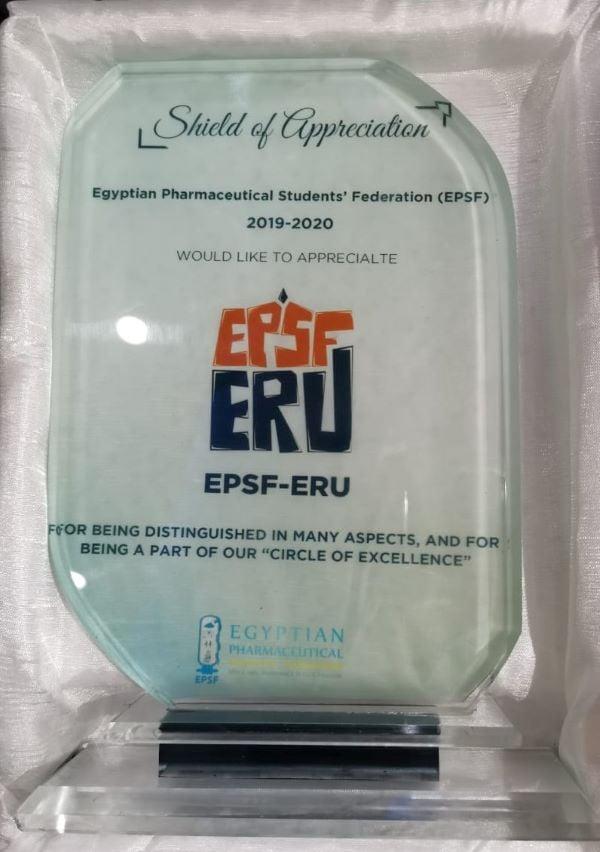 Shield of Appreciation
Egyptian Pharmaceutical Students' Federation (EPSF)
2019-2020
WOULD LIKE TO APPRECIALTE
EPSF
ERU
EPSF-ERU
FOR BEING DISTINGUISHED IN MANY ASPECTS, AND FOR
BEING A PART OF OUR “CIRCLE OF EXCELLENCE”
EGYPTIAN
PHARMACEUTICAL
EPSF